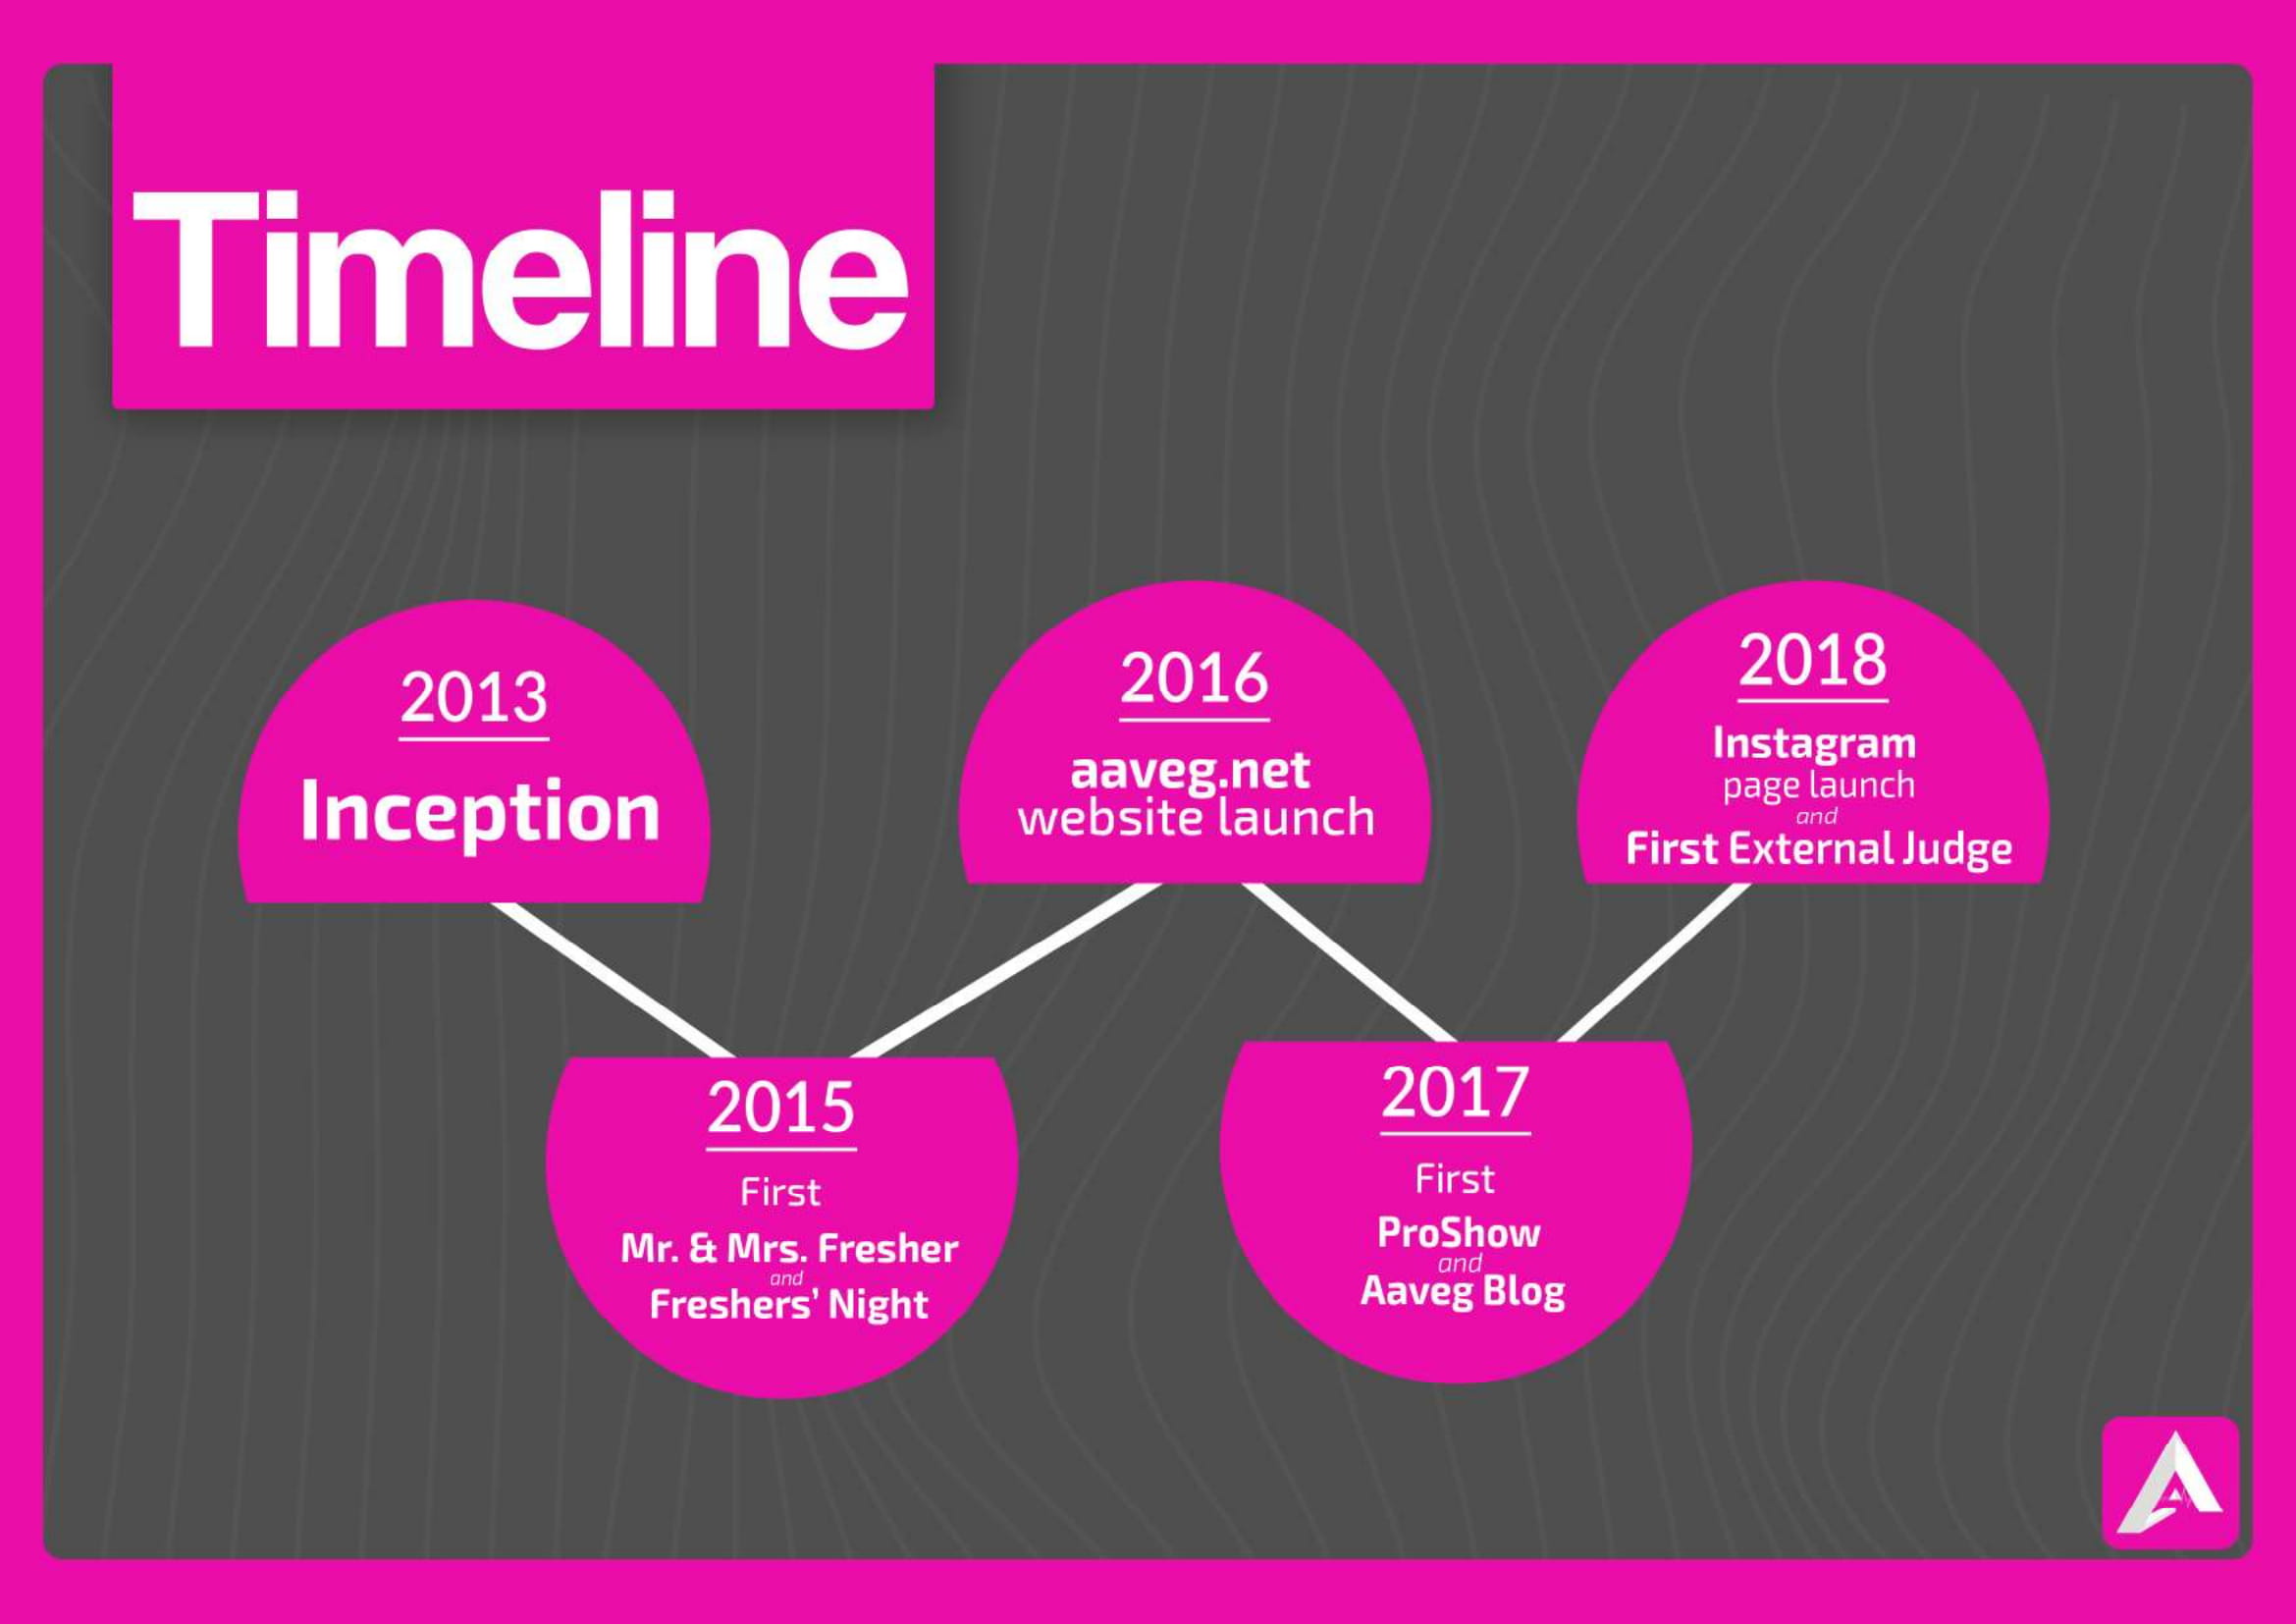 Timeline
2013
Inception
2015
First
Mr. & Mrs. Fresher
and
Freshers' Night
2016
aaveg.net
website launch
2017
First
ProShow
and
Aaveg Blog
2018
Instagram
page launch
and
First External Judge